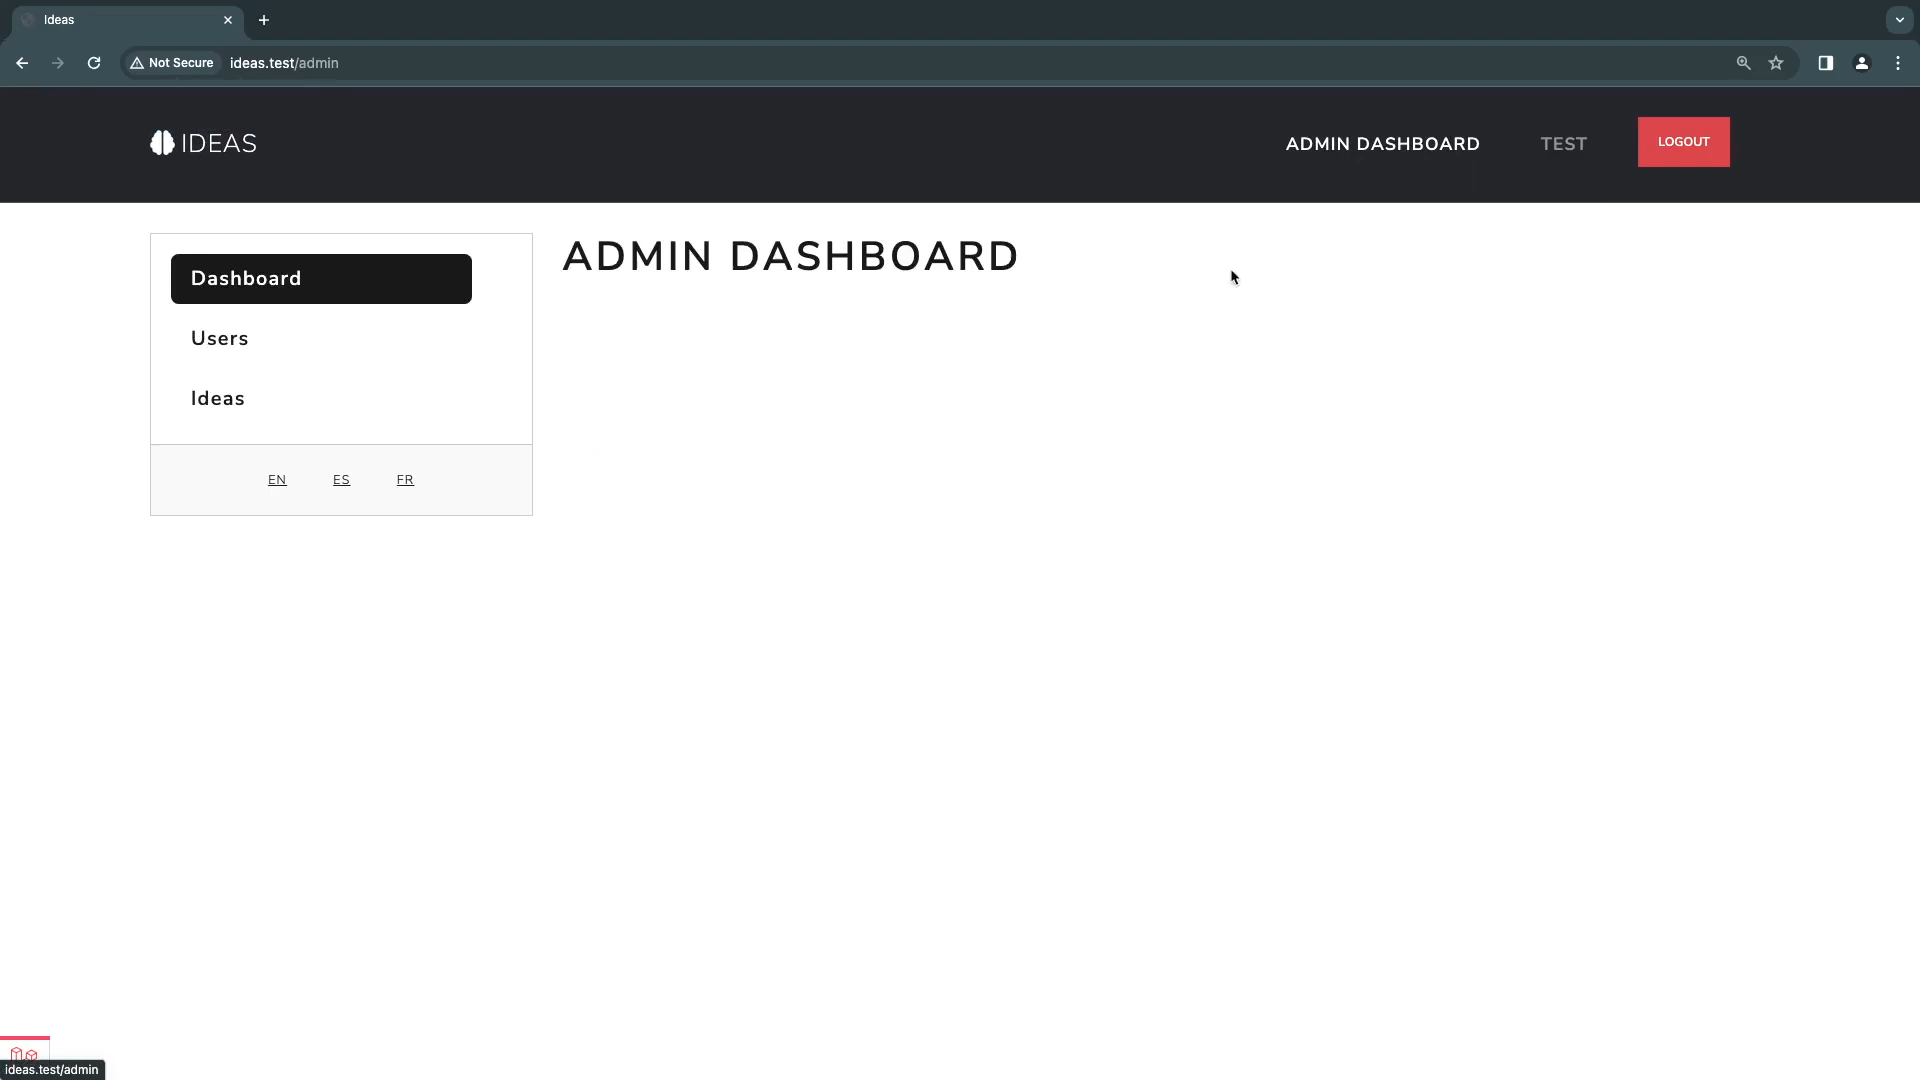 Ideas
Not Secure
ideas.test/admin
IDEAS
ADMIN DASHBOARD
TEST
LOGOUT
Dashboard
Users
Ideas
EN
ES
FR
ADMIN DASHBOARD
ideas.test/admin